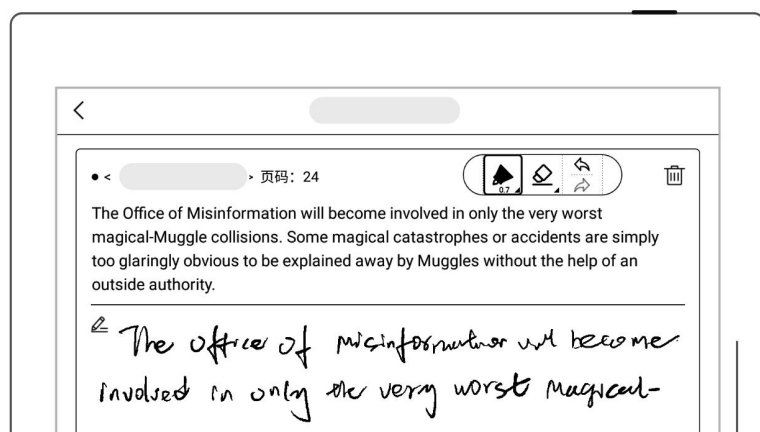 ● < > 页码：24
0.7
The Office of Misinformation will become involved in only the very worst
magical-Muggle collisions. Some magical catastrophes or accidents are simply
too glaringly obvious to be explained away by Muggles without the help of an
outside authority.
The office of misinformation will become
involved in only the very worst magical-